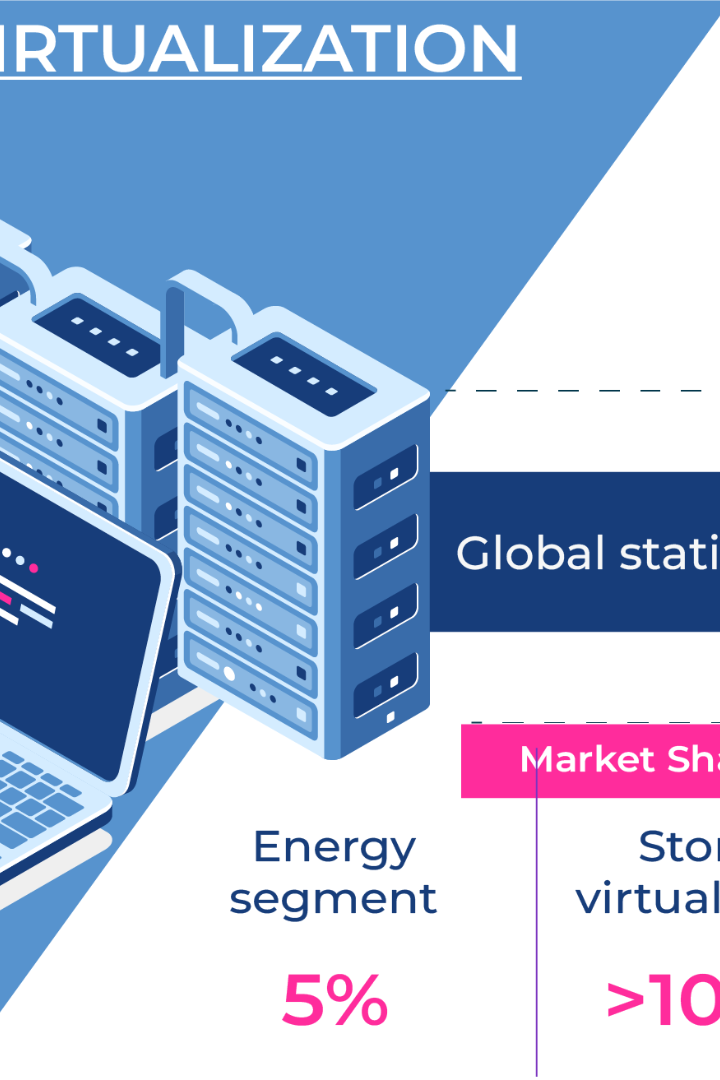 IRTUALIZATION
Global stati
Market Sha
Energy
segment
5%
Stor
virtual
>10